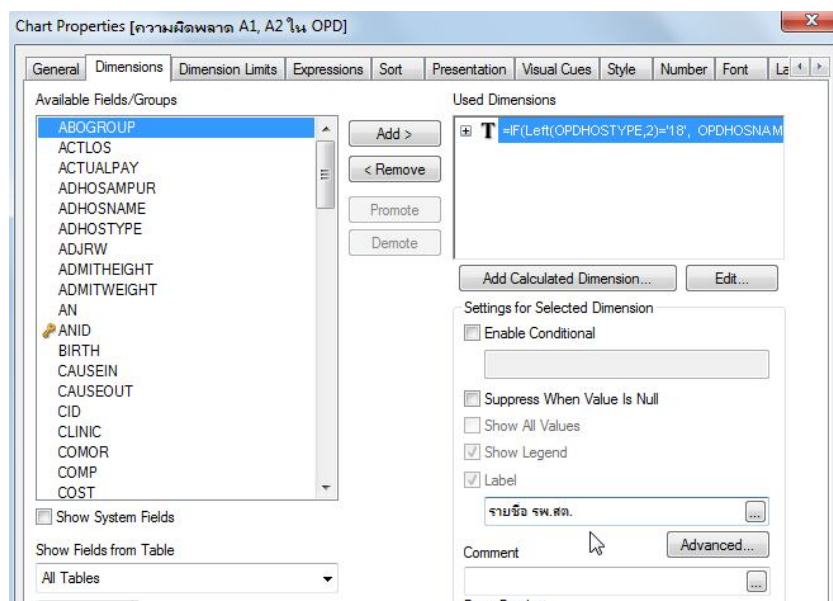 Chart Properties [ความผิดพลาด A1, A2 ใน OPD]
General Dimensions Dimension Limits Expressions Sort Presentation Visual Cues Style Number Font
Available Fields/Groups
ABOGROUP
ACTLOS
ACTUALPAY
ADHOSAMPUR
ADHOSNAME
ADHOSTYPE
ADJRW
ADMITHEIGHT
ADMITWEIGHT
AN
ANID
BIRTH
CAUSEIN
CAUSEOUT
CID
CLINIC
COMOR
COMP
COST
Show System Fields
Show Fields from Table
All Tables
Add >
< Remove
Promote
Demote
Used Dimensions
=IF(Left(OPDHOSTYPE,2)='18', OPDHOSNAM
Add Calculated Dimension...
Edit...
Settings for Selected Dimension
Enable Conditional
Suppress When Value Is Null
Show All Values
Show Legend
Label
รายชื่อ รพ.สต.
...
Advanced...
Comment
...